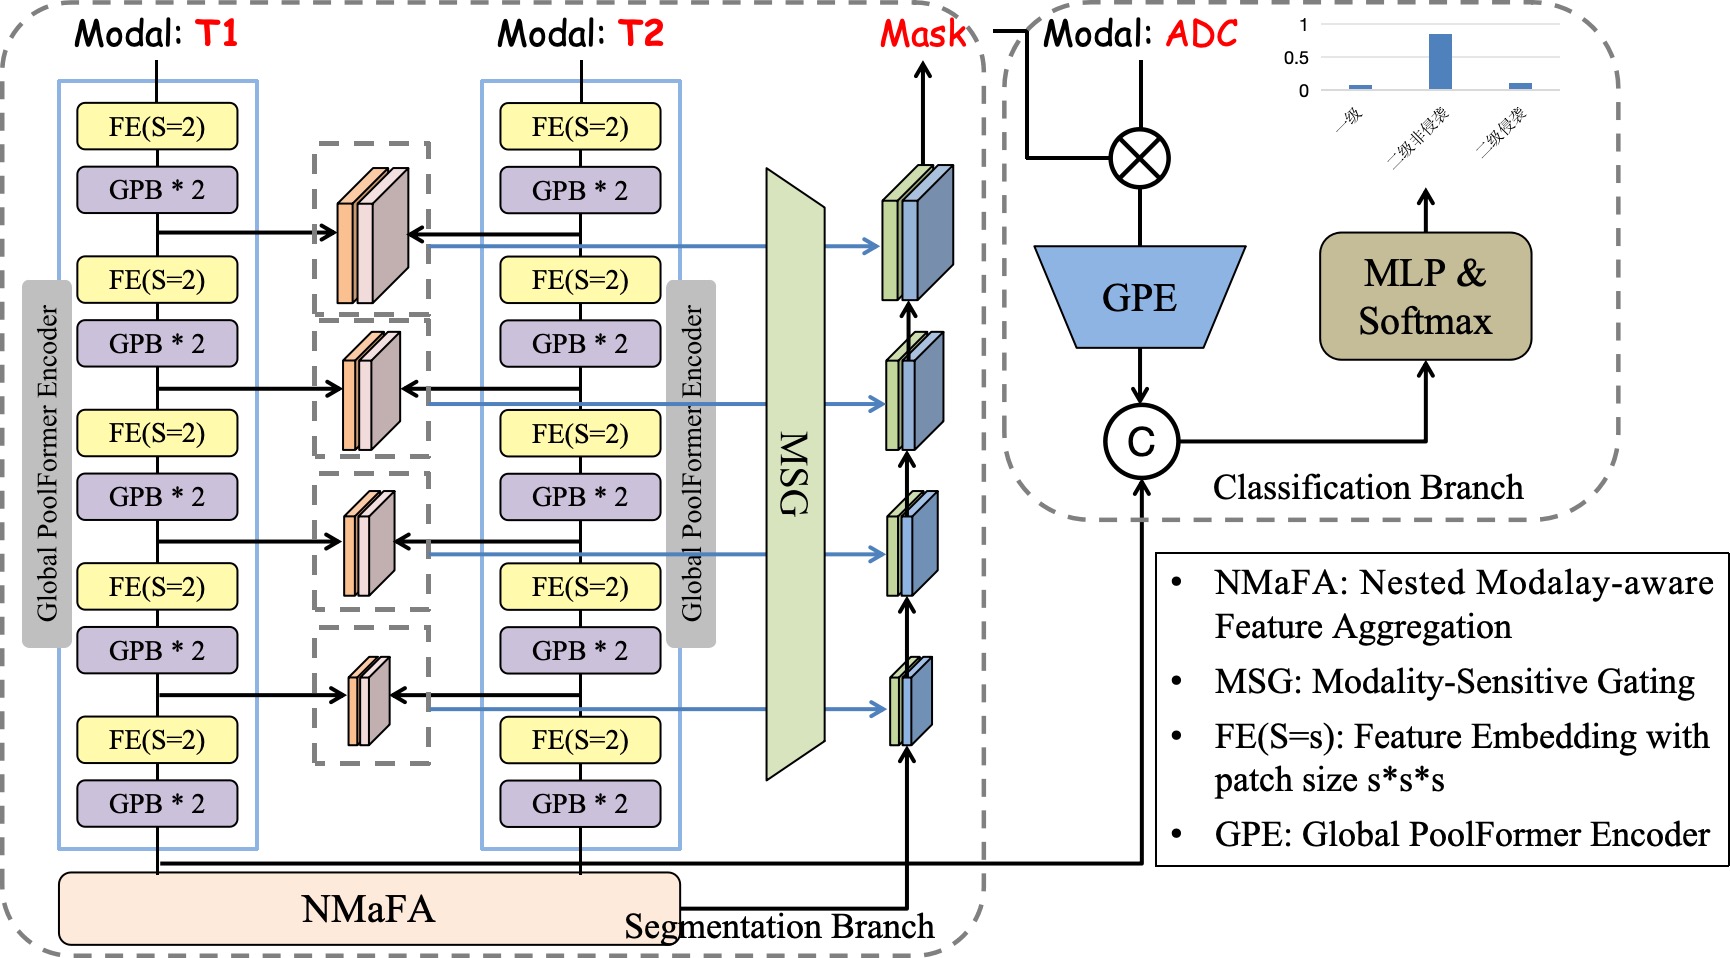 Modal: T1
Modal: T2
Mask
FE(S=2)
GPB * 2
FE(S=2)
GPB * 2
FE(S=2)
GPB * 2
FE(S=2)
GPB * 2
FE(S=2)
GPB * 2
Global PoolFormer Encoder
FE(S=2)
GPB * 2
FE(S=2)
GPB * 2
FE(S=2)
GPB * 2
FE(S=2)
GPB * 2
FE(S=2)
GPB * 2
Global PoolFormer Encoder
MSG
NMaFA
Segmentation Branch
Modal: ADC
1
0.5
0
一级
二级非侵袭
二级侵袭
GPE
MLP &
Softmax
C
Classification Branch
• NMaFA: Nested Modalay-aware
Feature Aggregation
• MSG: Modality-Sensitive Gating
• FE(S=s): Feature Embedding with
patch size s*s*s
• GPE: Global PoolFormer Encoder